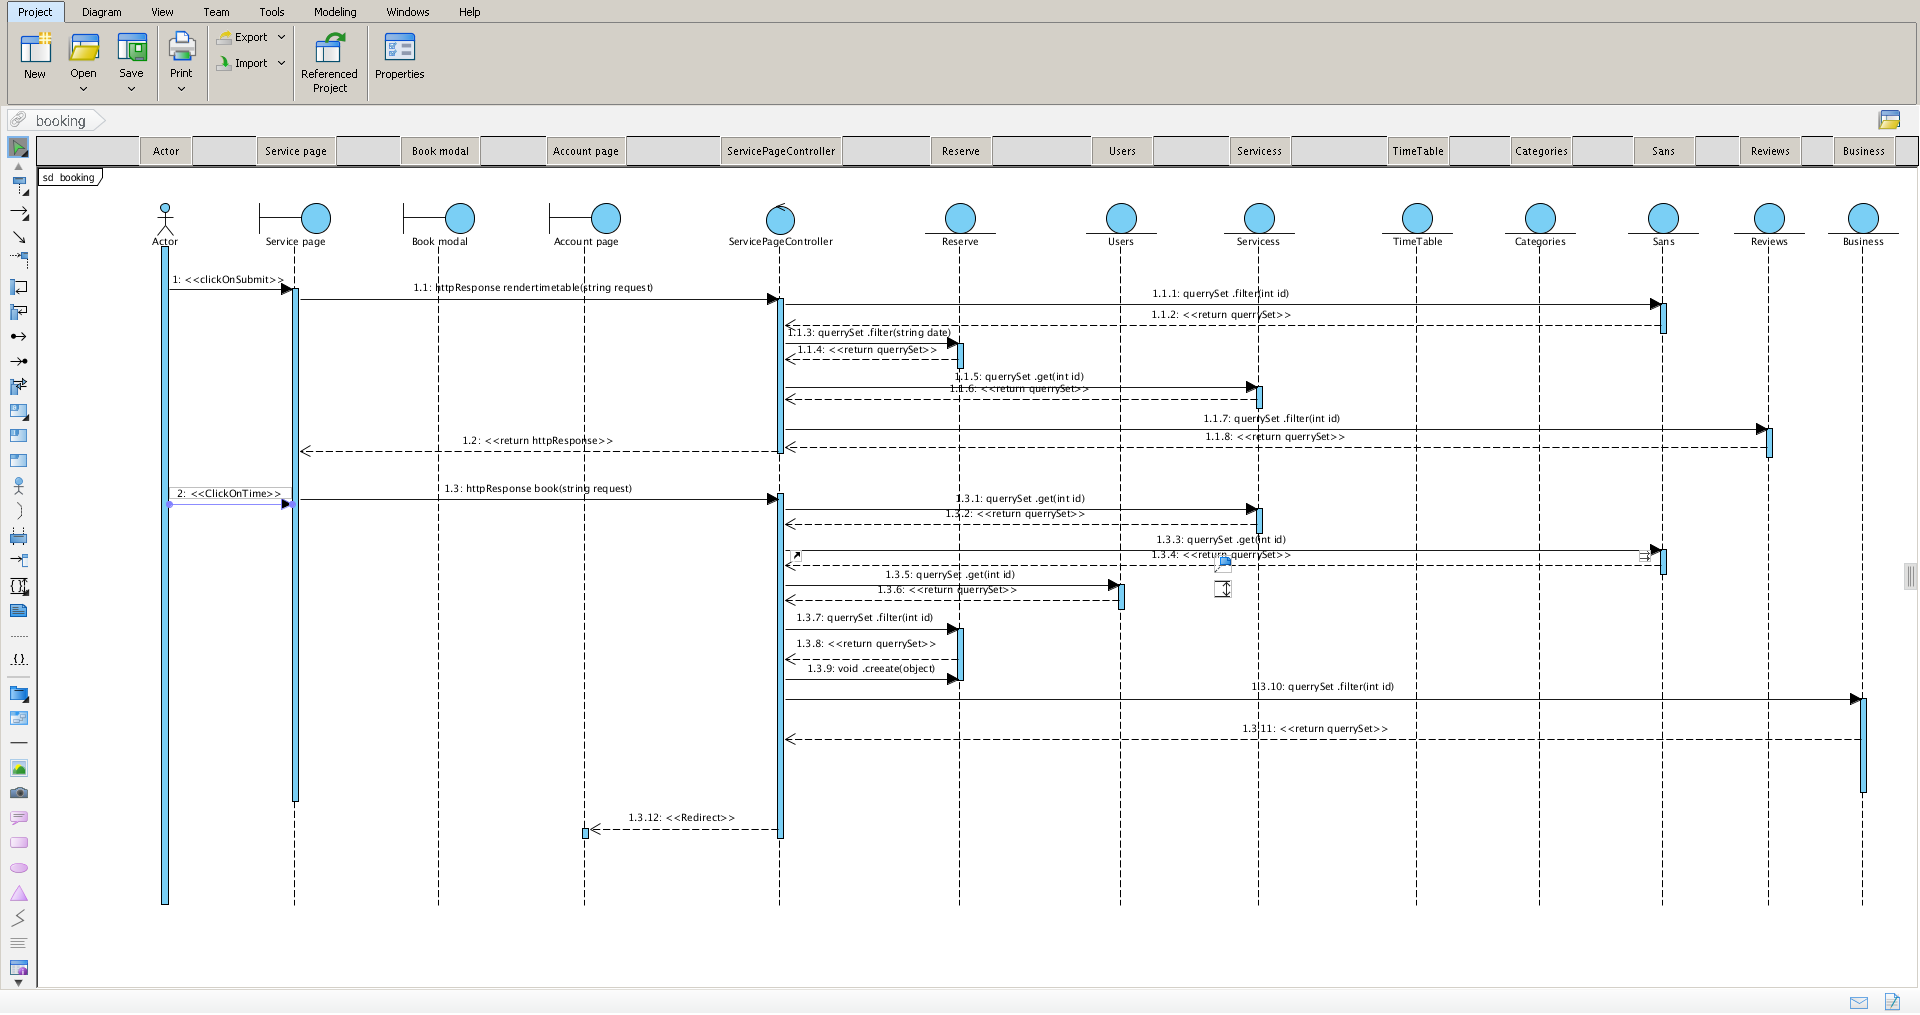 Project Diagram View Team Tools Modeling Windows Help
New Open Save Print Export Import Referenced Project Properties
booking
Actor Service page Book modal Account page ServicePageController Reserve Users Servicess TimeTable Categories Sans Reviews Business
sd booking
Actor Service page Book modal Account page ServicePageController Reserve Users Servicess TimeTable Categories Sans Reviews Business
1: <<clickOnSubmit>>
1.1: httpResponse rendertimetable(string request)
1.1.1: querrySet .filter(int id)
1.1.2: <<return querrySet>>
1.1.3: querrySet .filter(string date)
1.1.4: <<return querrySet>>
1.1.5: querrySet .get(int id)
1.1.6: <<return querrySet>>
1.1.7: querrySet .filter(int id)
1.1.8: <<return querrySet>>
1.2: <<return httpResponse>>
2: <<ClickOnTime>>
1.3: httpResponse book(string request)
1.3.1: querrySet .get(int id)
1.3.2: <<return querrySet>>
1.3.3: querrySet .get(int id)
1.3.4: <<return querrySet>>
1.3.5: querrySet .get(int id)
1.3.6: <<return querrySet>>
1.3.7: querrySet .filter(int id)
1.3.8: <<return querrySet>>
1.3.9: void .creeate(object)
1.3.10: querrySet .filter(int id)
1.3.11: <<return querrySet>>
1.3.12: <<Redirect>>